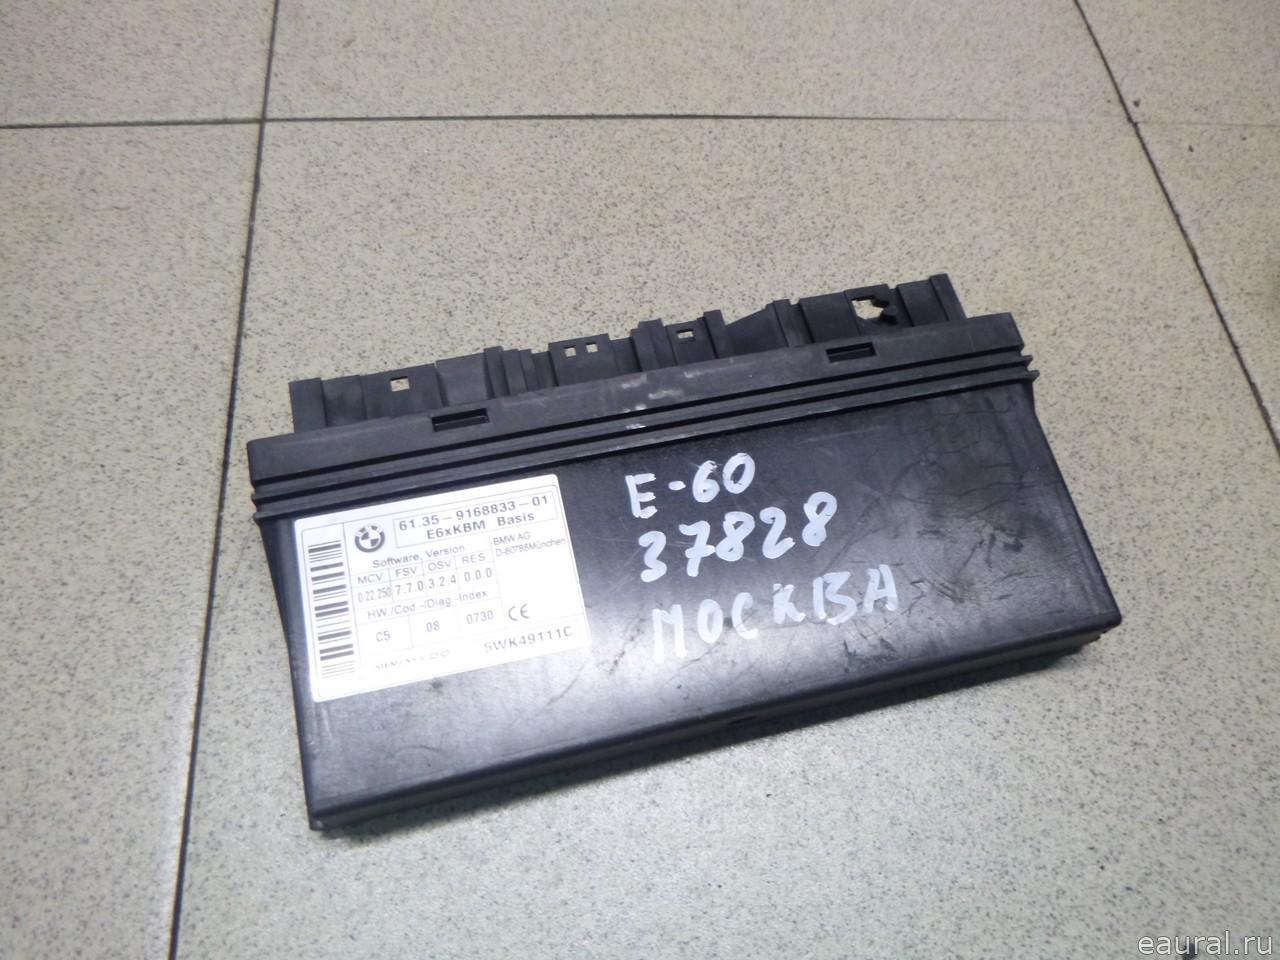 61.35-9168833-01
E6xKBM Basis
Software, Version
BMW AG
D-80788München
MCV FSV OSV RES
0.22.250 7.7.0 3.2.4 0.0.0
HW-/Cod.-/Diag.-Index
C5 08 0730 CE
5WK49111C
E-60
37828
МОСКВА
eaural.ru